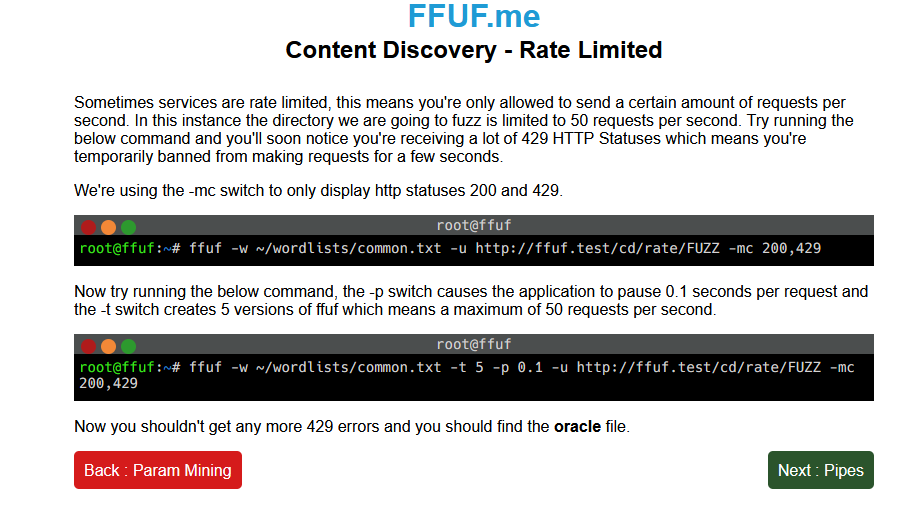 FFUF.me
Content Discovery - Rate Limited
Sometimes services are rate limited, this means you're only allowed to send a certain amount of requests per
second. In this instance the directory we are going to fuzz is limited to 50 requests per second. Try running the
below command and you'll soon notice you're receiving a lot of 429 HTTP Statuses which means you're
temporarily banned from making requests for a few seconds.
We're using the -mc switch to only display http statuses 200 and 429.
root@ffuf
root@ffuf:~# ffuf -w ~/wordlists/common.txt -u http://ffuf.test/cd/rate/FUZZ -mc 200,429
Now try running the below command, the -p switch causes the application to pause 0.1 seconds per request and
the -t switch creates 5 versions of ffuf which means a maximum of 50 requests per second.
root@ffuf
root@ffuf:~# ffuf -w ~/wordlists/common.txt -t 5 -p 0.1 -u http://ffuf.test/cd/rate/FUZZ -mc
200,429
Now you shouldn't get any more 429 errors and you should find the oracle file.
Back : Param Mining
Next : Pipes